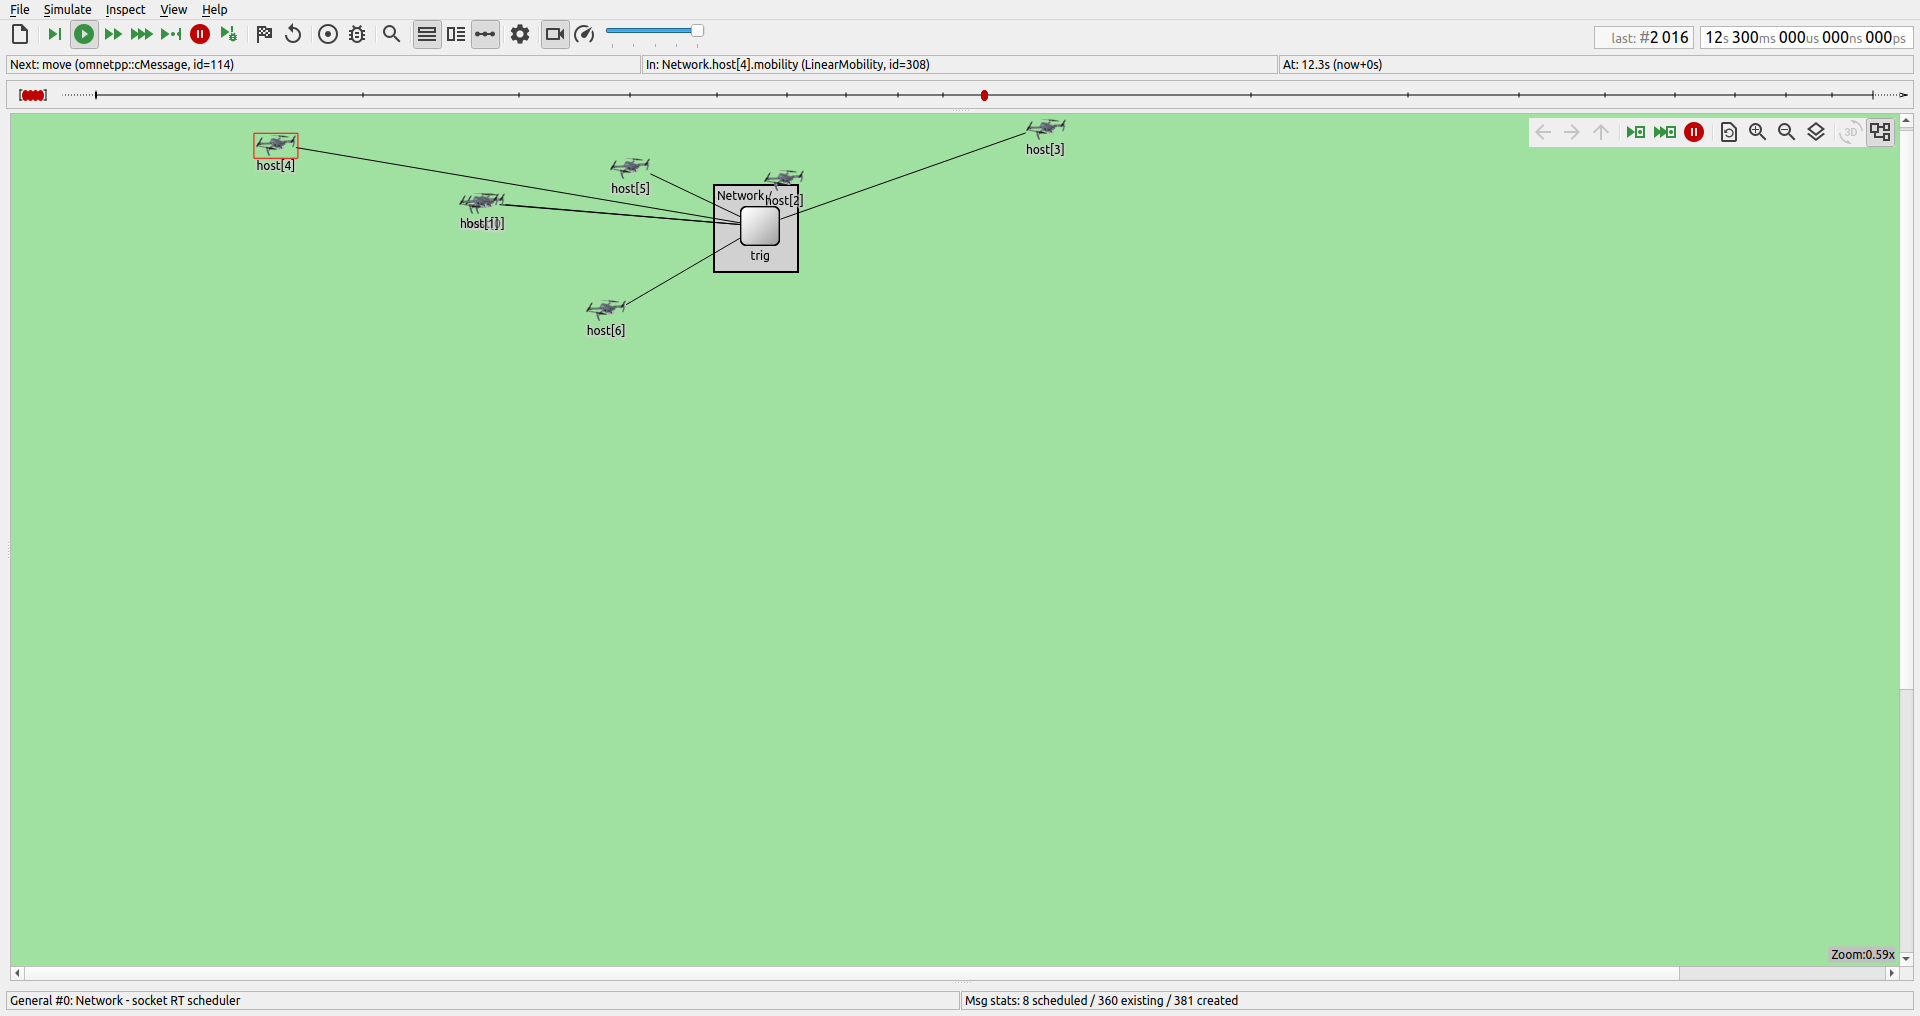 File Simulate Inspect View Help
last: #2 016
12s 300ms 000us 000ns 000ps
Next: move (omnetpp::cMessage, id=114)
In: Network.host[4].mobility (LinearMobility, id=308)
At: 12.3s (now+0s)
host[3]
3D
host[4]
host[5]
Network
host[2]
host[1]
trig
host[6]
Zoom:0.59x
General #0: Network - socket RT scheduler
Msg stats: 8 scheduled / 360 existing / 381 created